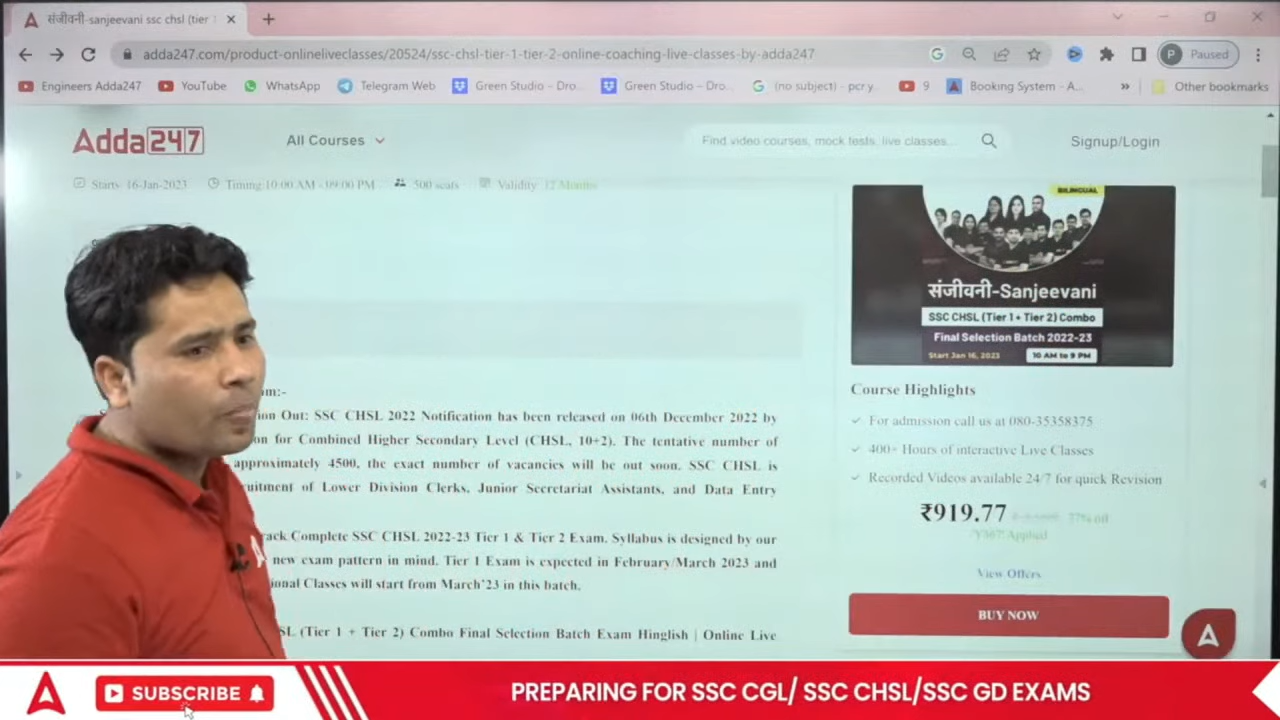 संजीवनी-sanjeevani ssc chsl (tier 1
adda247.com/product-onlineliveclasses/20524/ssc-chsl-tier-1-tier-2-online-coaching-live-classes-by-adda247
Paused
Engineers Adda247
YouTube
WhatsApp
Telegram Web
Green Studio – Dro...
Green Studio – Dro...
(no subject) - pcr y...
9
Booking System - A...
Other bookmarks
Adda247
All Courses
Find video courses, mock tests, live classes...
Signup/Login
Starts: 16-Jan-2023
Timing:10:00 AM - 09:00 PM
500 seats
Validity: 12 Months
BILINGUAL
संजीवनी-Sanjeevani
SSC CHSL (Tier 1 + Tier 2) Combo
Final Selection Batch 2022-23
Start Jan 16, 2023
10 AM to 9 PM
Out: SSC CHSL 2022 Notification has been released on 06th December 2022 by
for Combined Higher Secondary Level (CHSL, 10+2). The tentative number of
approximately 4500, the exact number of vacancies will be out soon. SSC CHSL is
of Lower Division Clerks, Junior Secretariat Assistants, and Data Entry
Complete SSC CHSL 2022-23 Tier 1 & Tier 2 Exam. Syllabus is designed by our
new exam pattern in mind. Tier 1 Exam is expected in February/March 2023 and
Classes will start from March'23 in this batch.
(Tier 1 + Tier 2) Combo Final Selection Batch Exam Hinglish | Online Live
Course Highlights
For admission call us at 080-35358375
400+ Hours of interactive Live Classes
Recorded Videos available 24/7 for quick Revision
₹919.77
77% off
Applied
View Offers
BUY NOW
SUBSCRIBE
PREPARING FOR SSC CGL/ SSC CHSL/SSC GD EXAMS